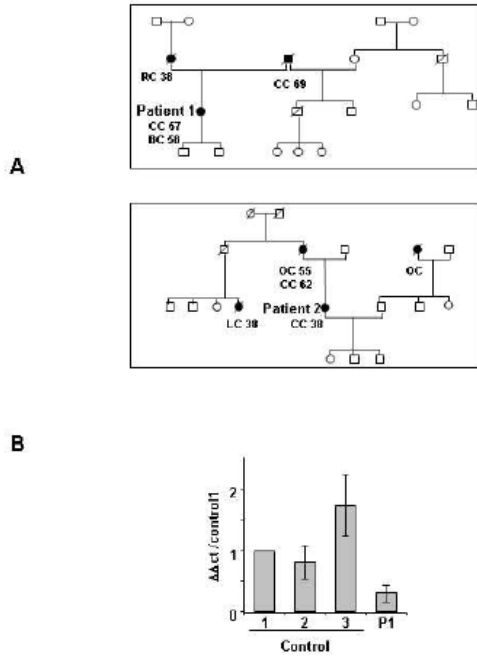 RC 38
CC 69
Patient 1
CC 67
BC 58
A
OC 55
CC 62
OC
LC 38
Patient 2
CC 38
B
ΔΔct /control1
2
1
0
1 2 3 P1
Control